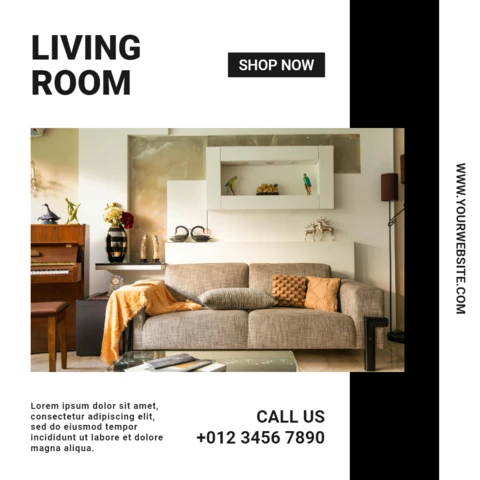 LIVING
ROOM
SHOP NOW
WWW.YOURWEBSITE.COM
Lorem ipsum dolor sit amet,
consectetur adipiscing elit,
sed do eiusmod tempor
incididunt ut labore et dolore
magna aliqua.
CALL US
+012 3456 7890